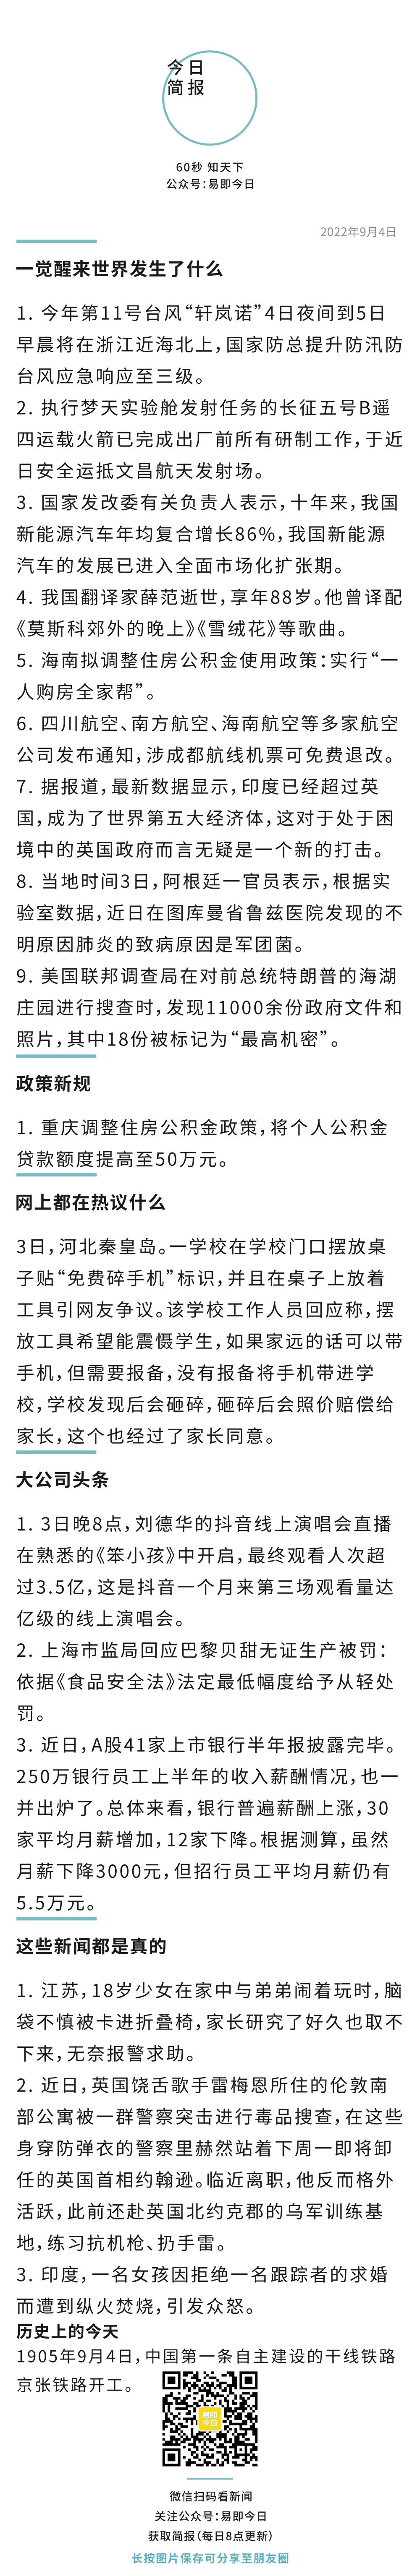 今日
简报
60秒 知天下
公众号：易即今日
2022年9月4日
一觉醒来世界发生了什么
1. 今年第11号台风“轩岚诺”4日夜间到5日
早晨将在浙江近海北上，国家防总提升防汛防
台风应急响应至三级。
2. 执行梦天实验舱发射任务的长征五号B遥
四运载火箭已完成出厂前所有研制工作，于近
日安全运抵文昌航天发射场。
3. 国家发改委有关负责人表示，十年来，我国
新能源汽车年均复合增长86%，我国新能源
汽车的发展已进入全面市场化扩张期。
4. 我国翻译家薛范逝世，享年88岁。他曾译配
《莫斯科郊外的晚上》《雪绒花》等歌曲。
5. 海南拟调整住房公积金使用政策：实行“一
人购房全家帮”。
6. 四川航空、南方航空、海南航空等多家航空
公司发布通知，涉成都航线机票可免费退改。
7. 据报道，最新数据显示，印度已经超过英
国，成为了世界第五大经济体，这对于处于困
境中的英国政府而言无疑是一个新的打击。
8. 当地时间3日，阿根廷一官员表示，根据实
验室数据，近日在图库曼省鲁兹医院发现的不
明原因肺炎的致病原因是军团菌。
9. 美国联邦调查局在对前总统特朗普的海湖
庄园进行搜查时，发现11000余份政府文件和
照片，其中18份被标记为“最高机密”。
政策新规
1. 重庆调整住房公积金政策，将个人公积金
贷款额度提高至50万元。
网上都在热议什么
3日，河北秦皇岛。一学校在学校门口摆放桌
子贴“免费碎手机”标识，并且在桌子上放着
工具引网友争议。该学校工作人员回应称，摆
放工具希望能震慑学生，如果家远的话可以带
手机，但需要报备，没有报备将手机带进学
校，学校发现后会砸碎，砸碎后会照价赔偿给
家长，这个也经过了家长同意。
大公司头条
1. 3日晚8点，刘德华的抖音线上演唱会直播
在熟悉的《笨小孩》中开启，最终观看人次超
过3.5亿，这是抖音一个月来第三场观看量达
亿级的线上演唱会。
2. 上海市监局回应巴黎贝甜无证生产被罚：
依据《食品安全法》法定最低幅度给予从轻处
罚。
3. 近日，A股41家上市银行半年报披露完毕。
250万银行员工上半年的收入薪酬情况，也一
并出炉了。总体来看，银行普遍薪酬上涨，30
家平均月薪增加，12家下降。根据测算，虽然
月薪下降3000元，但招行员工平均月薪仍有
5.5万元。
这些新闻都是真的
1. 江苏，18岁少女在家中与弟弟闹着玩时，脑
袋不慎被卡进折叠椅，家长研究了好久也取不
下来，无奈报警求助。
2. 近日，英国饶舌歌手雷梅恩所住的伦敦南
部公寓被一群警察突击进行毒品搜查，在这些
身穿防弹衣的警察里赫然站着下周一即将卸
任的英国首相约翰逊。临近离职，他反而格外
活跃，此前还赴英国北约克郡的乌军训练基
地，练习抗机枪、扔手雷。
3. 印度，一名女孩因拒绝一名跟踪者的求婚
而遭到纵火焚烧，引发众怒。
历史上的今天
1905年9月4日，中国第一条自主建设的干线铁路
京张铁路开工。
易即
今日
微信扫码看新闻
关注公众号：易即今日
获取简报（每日8点更新）
长按图片保存可分享至朋友圈